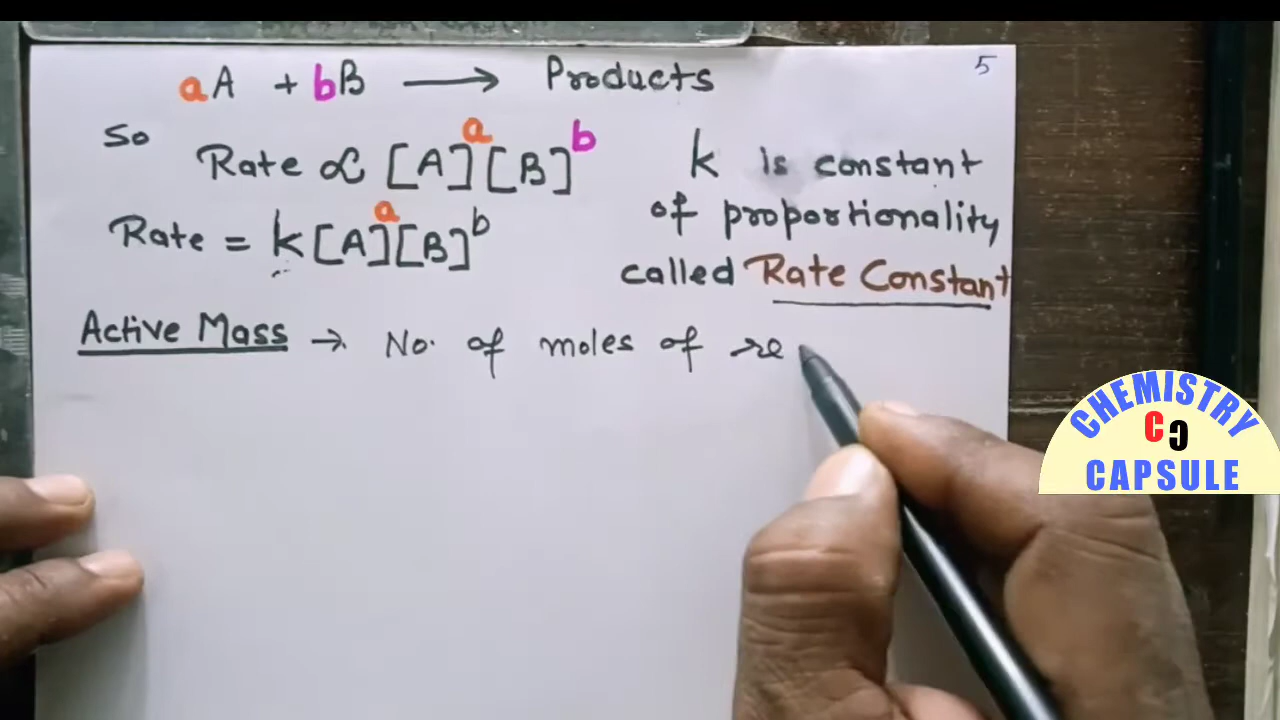 5
aA + bB → Products
So
Rate ∝ [A]ᵃ[B]ᵇ
Rate = k[A]ᵃ[B]ᵇ
k is constant
of proportionality
called Rate Constant
Active Mass → No. of moles of re
CHEMISTRY
CC
CAPSULE